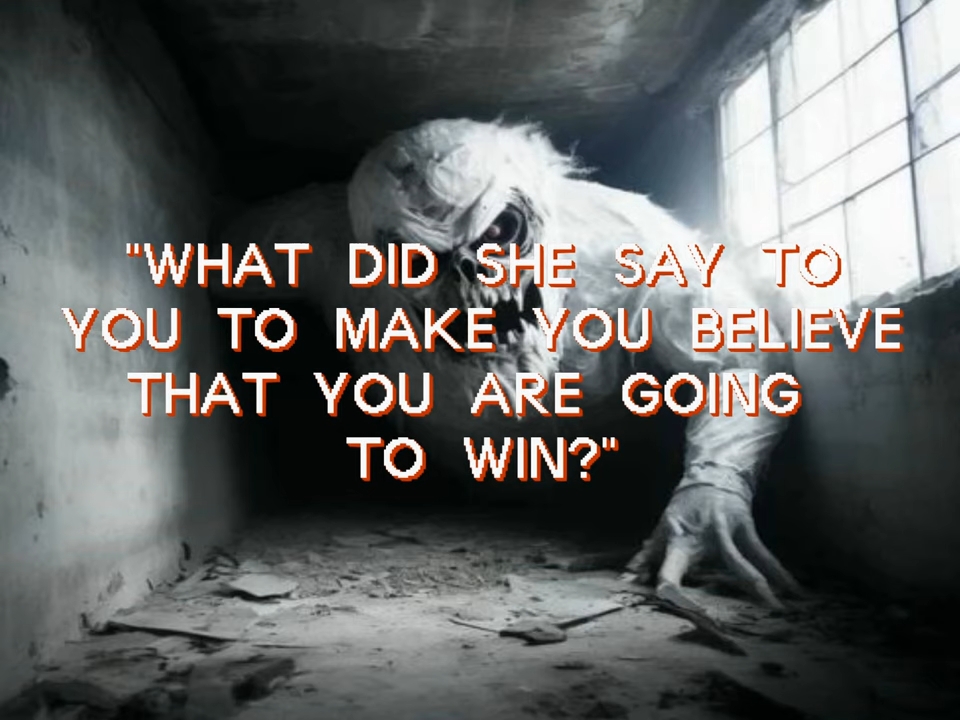 "WHAT DID SHE SAY TO
YOU TO MAKE YOU BELIEVE
THAT YOU ARE GOING
TO WIN?"